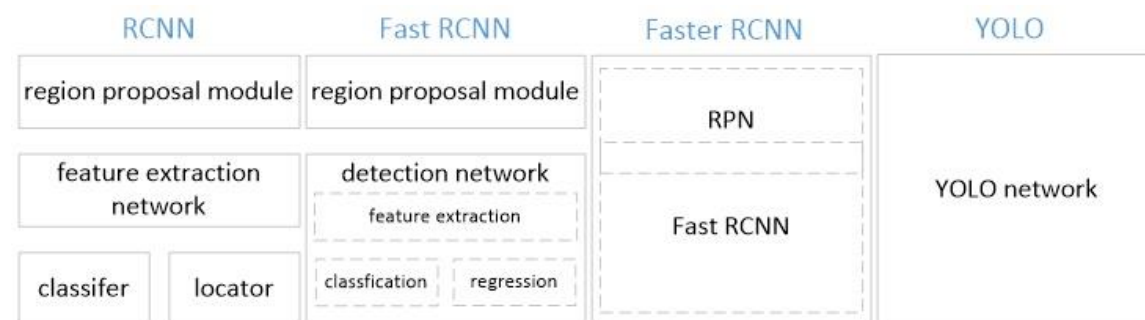 RCNN
Fast RCNN
Faster RCNN
YOLO
region proposal module
region proposal module
RPN
feature extraction
network
detection network
feature extraction
YOLO network
Fast RCNN
classifer
locator
classfication
regression